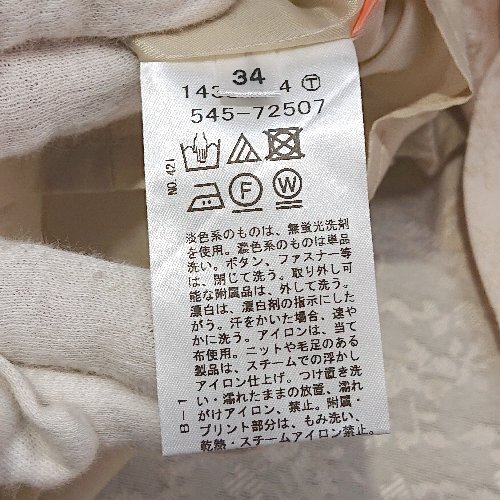 34
143 4 Ⓣ
545-72507
NO.421
F W
淡色系のものは、無蛍光洗剤
を使用。濃色系のものは単品
洗い。ボタン、ファスナー等
は、閉じて洗う。取り外し可
能な附属品は、外して洗う。
漂白は、漂白剤の指示にした
がう。汗をかいた場合、速や
かに洗う。アイロンは、当て
布使用。ニットや毛足のある
製品は、スチームでの浮かし
アイロン仕上げ。つけ置き洗
い・濡れたままの放置、濡れ
がけアイロン、禁止。附属・
プリント部分は、もみ洗い、
乾熱・スチームアイロン禁止。
B-1